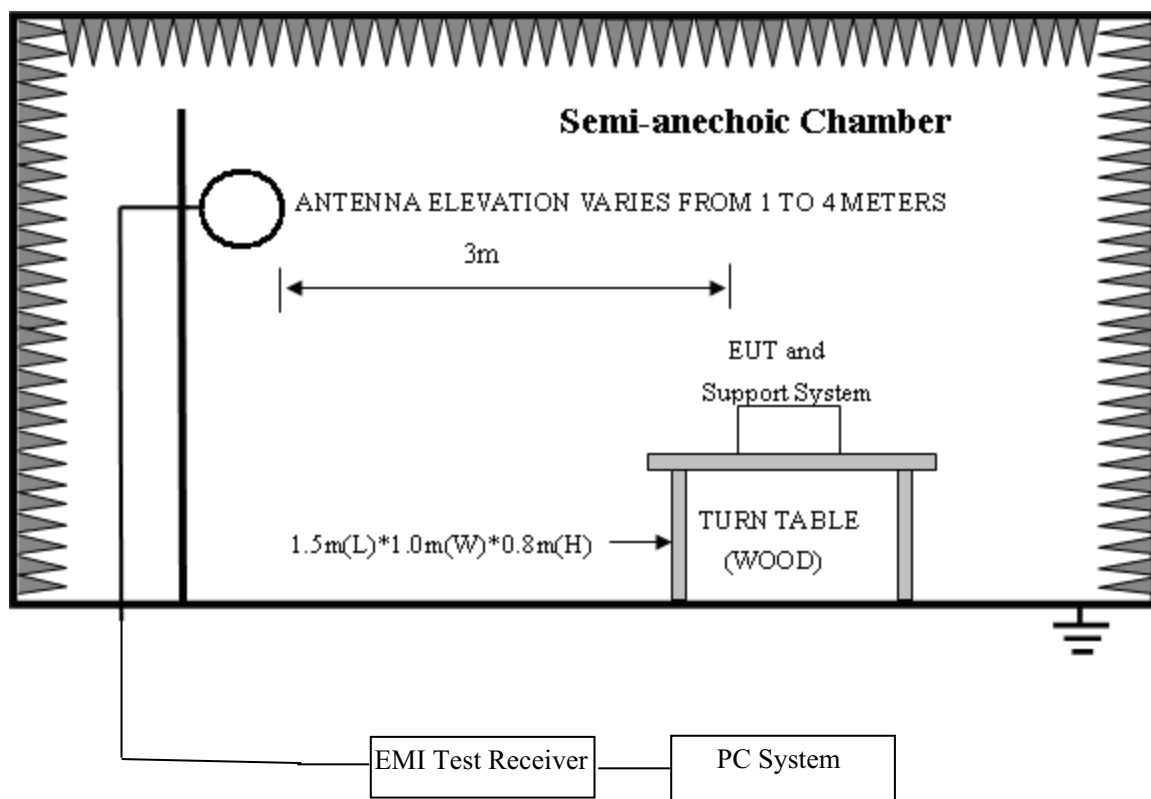 Semi-anechoic Chamber
ANTENNA ELEVATION VARIES FROM 1 TO 4 METERS
3m
EUT and
Support System
1.5m(L)*1.0m(W)*0.8m(H)
TURN TABLE
(WOOD)
EMI Test Receiver
PC System